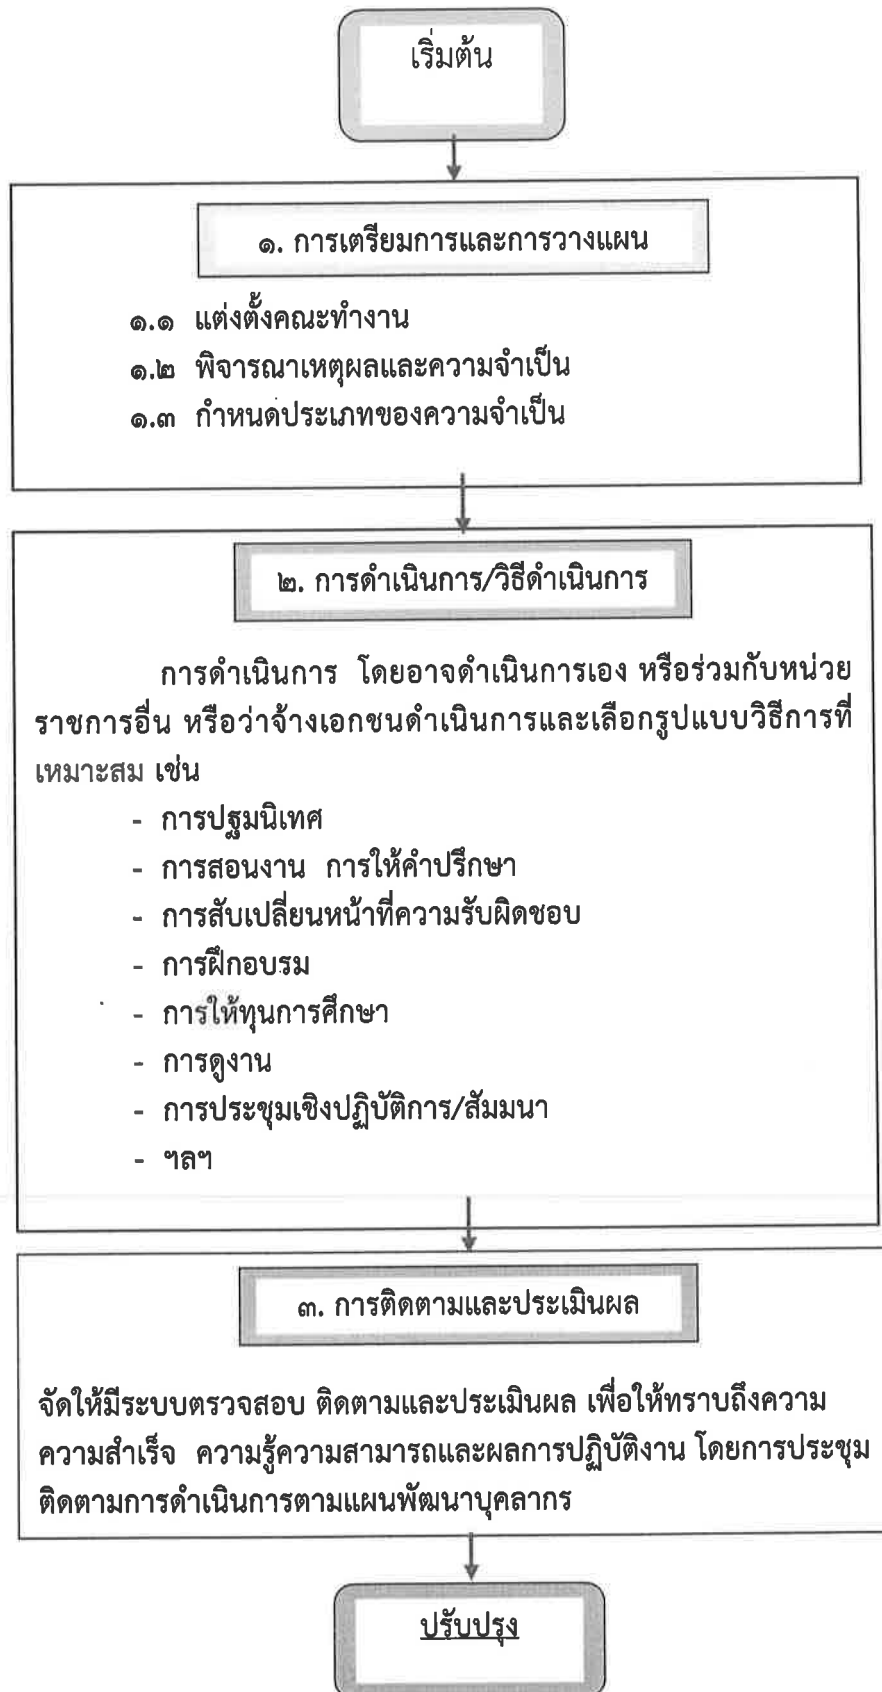 เริ่มต้น
๑. การเตรียมการและการวางแผน
๑.๑ แต่งตั้งคณะทำงาน
๑.๒ พิจารณาเหตุผลและความจำเป็น
๑.๓ กำหนดประเภทของความจำเป็น
๒. การดำเนินการ/วิธีดำเนินการ
การดำเนินการ โดยอาจดำเนินการเอง หรือร่วมกับหน่วย
ราชการอื่น หรือว่าจ้างเอกชนดำเนินการและเลือกรูปแบบวิธีการที่
เหมาะสม เช่น
- การปฐมนิเทศ
- การสอนงาน การให้คำปรึกษา
- การสับเปลี่ยนหน้าที่ความรับผิดชอบ
- การฝึกอบรม
- การให้ทุนการศึกษา
- การดูงาน
- การประชุมเชิงปฏิบัติการ/สัมมนา
- ฯลฯ
๓. การติดตามและประเมินผล
จัดให้มีระบบตรวจสอบ ติดตามและประเมินผล เพื่อให้ทราบถึงความ
ความสำเร็จ ความรู้ความสามารถและผลการปฏิบัติงาน โดยการประชุม
ติดตามการดำเนินการตามแผนพัฒนาบุคลากร
ปรับปรุง